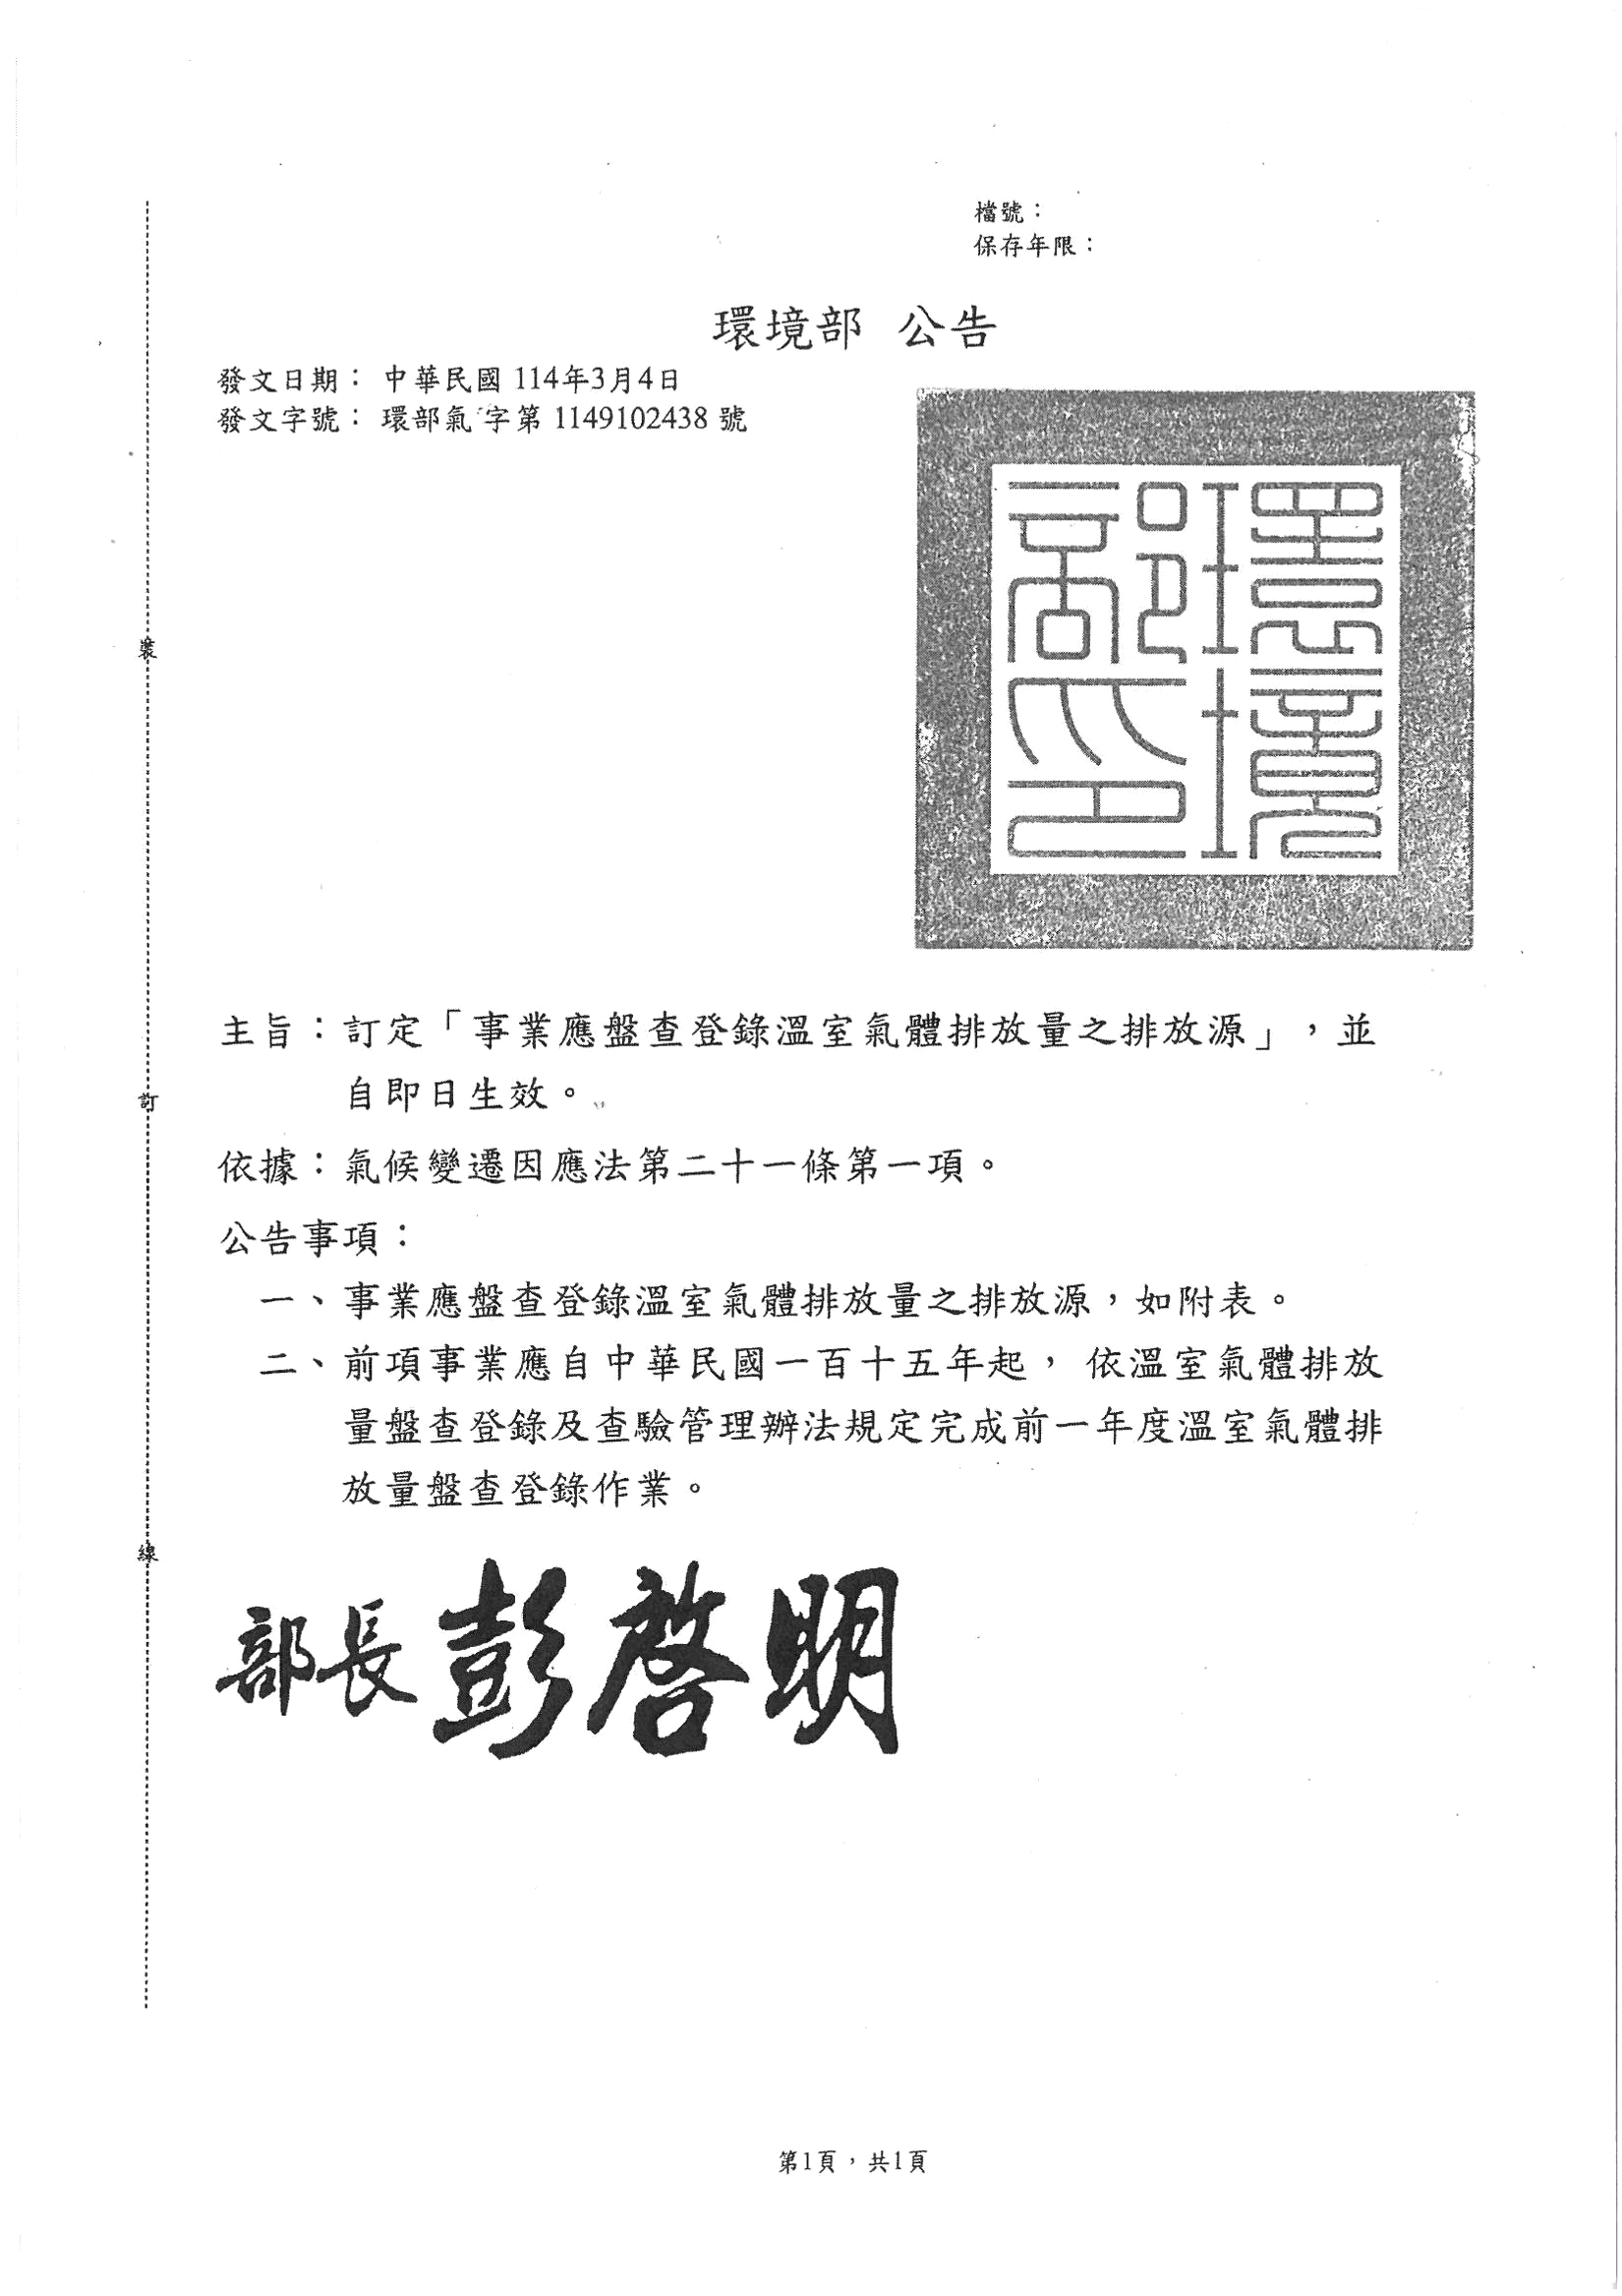 檔號：
保存年限：
環境部 公告
發文日期： 中華民國114年3月4日
發文字號： 環部氣字第1149102438號
環境部印
主旨：訂定「事業應盤查登錄溫室氣體排放量之排放源」，並
自即日生效。
依據：氣候變遷因應法第二十一條第一項。
公告事項：
一、事業應盤查登錄溫室氣體排放量之排放源，如附表。
二、前項事業應自中華民國一百十五年起， 依溫室氣體排放
量盤查登錄及查驗管理辦法規定完成前一年度溫室氣體排
放量盤查登錄作業。
部長彭啓明
裝
訂
線
第1頁，共1頁